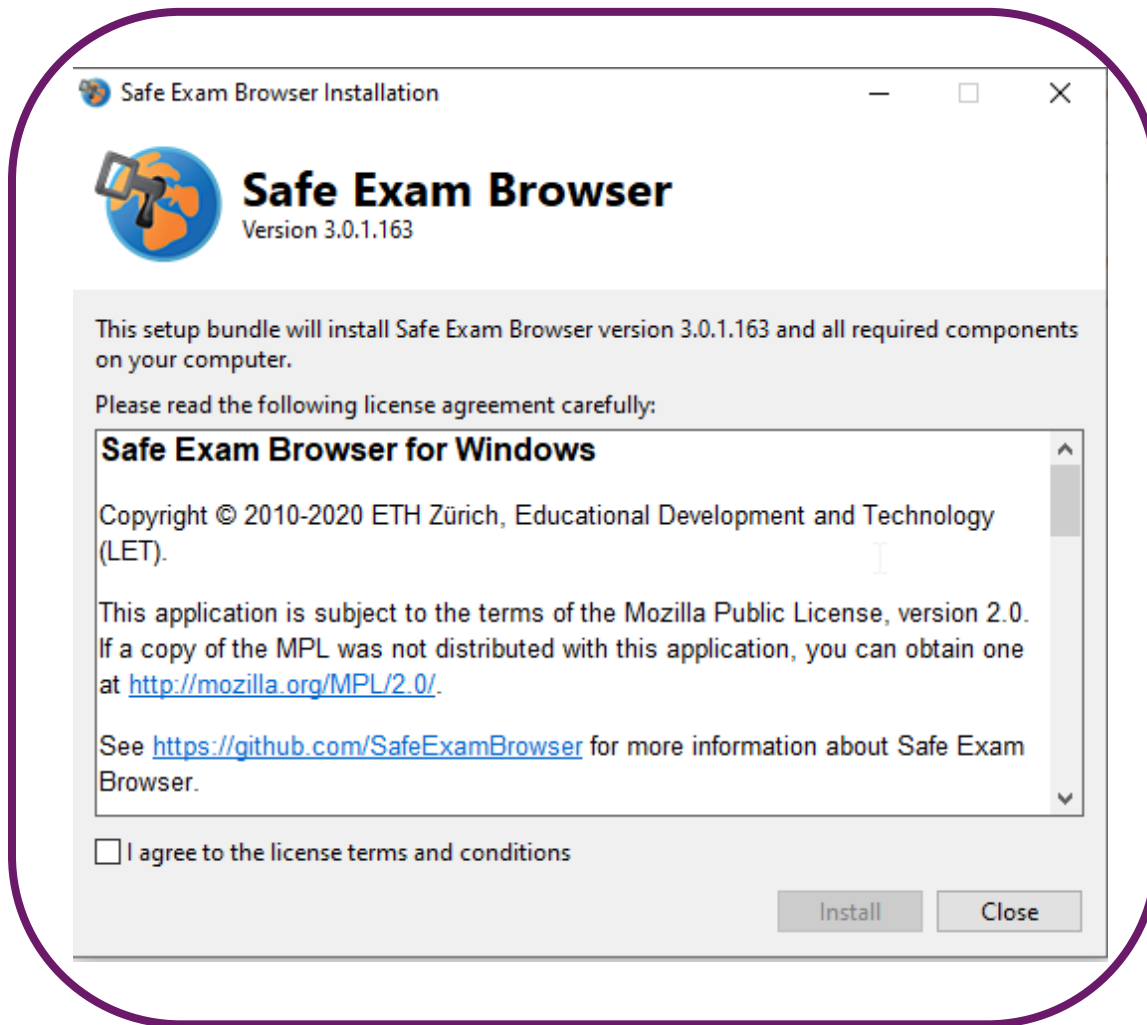 Safe Exam Browser Installation
Safe Exam Browser
Version 3.0.1.163
This setup bundle will install Safe Exam Browser version 3.0.1.163 and all required components
on your computer.
Please read the following license agreement carefully:
Safe Exam Browser for Windows
Copyright © 2010-2020 ETH Zürich, Educational Development and Technology
(LET).
This application is subject to the terms of the Mozilla Public License, version 2.0.
If a copy of the MPL was not distributed with this application, you can obtain one
at http://mozilla.org/MPL/2.0/.
See https://github.com/SafeExamBrowser for more information about Safe Exam
Browser.
I agree to the license terms and conditions
Install
Close